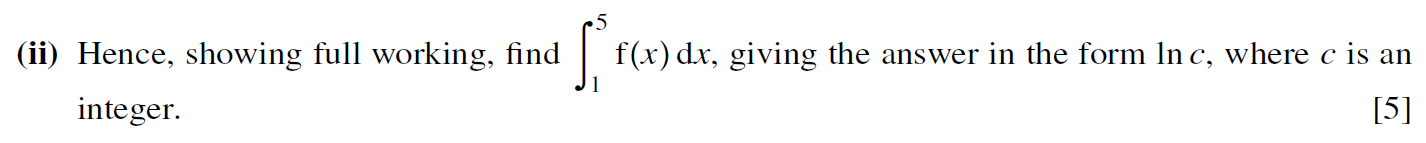 (ii) Hence, showing full working, find ∫₁⁵ f(x) dx, giving the answer in the form ln c, where c is an
integer. [5]